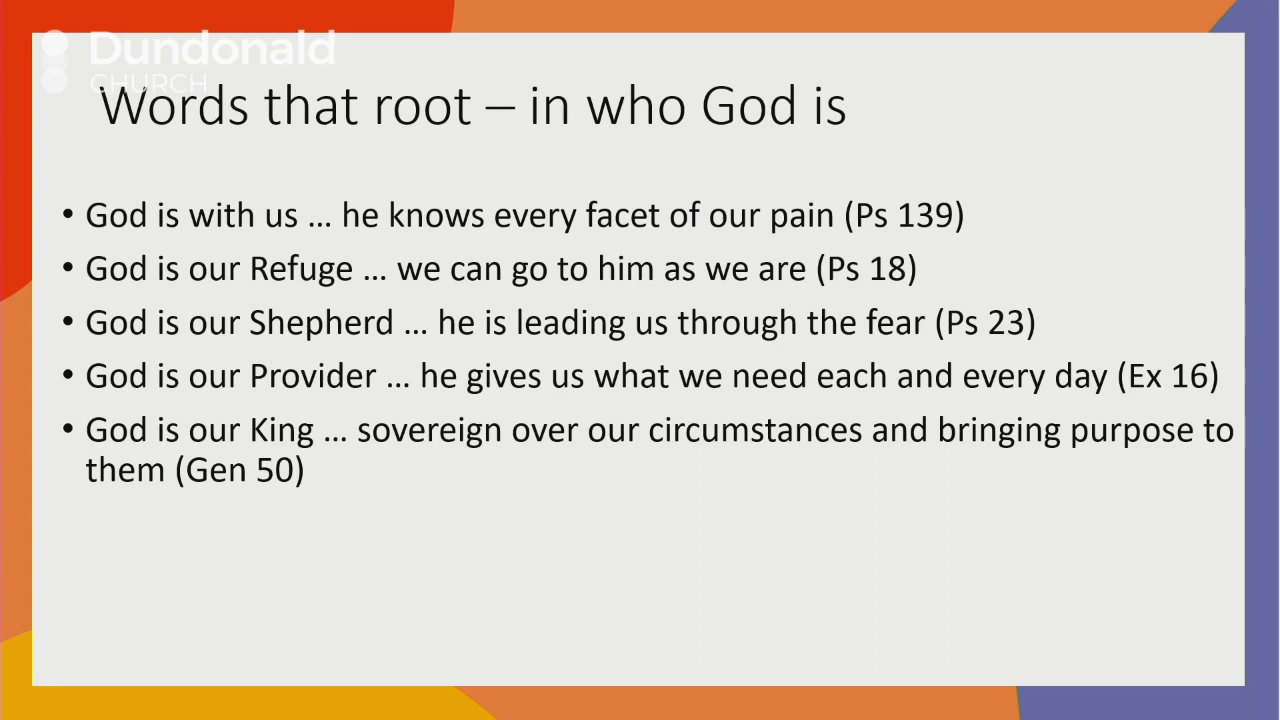 Dundonald
CHURCH
Words that root – in who God is
• God is with us … he knows every facet of our pain (Ps 139)
• God is our Refuge … we can go to him as we are (Ps 18)
• God is our Shepherd … he is leading us through the fear (Ps 23)
• God is our Provider … he gives us what we need each and every day (Ex 16)
• God is our King … sovereign over our circumstances and bringing purpose to
them (Gen 50)